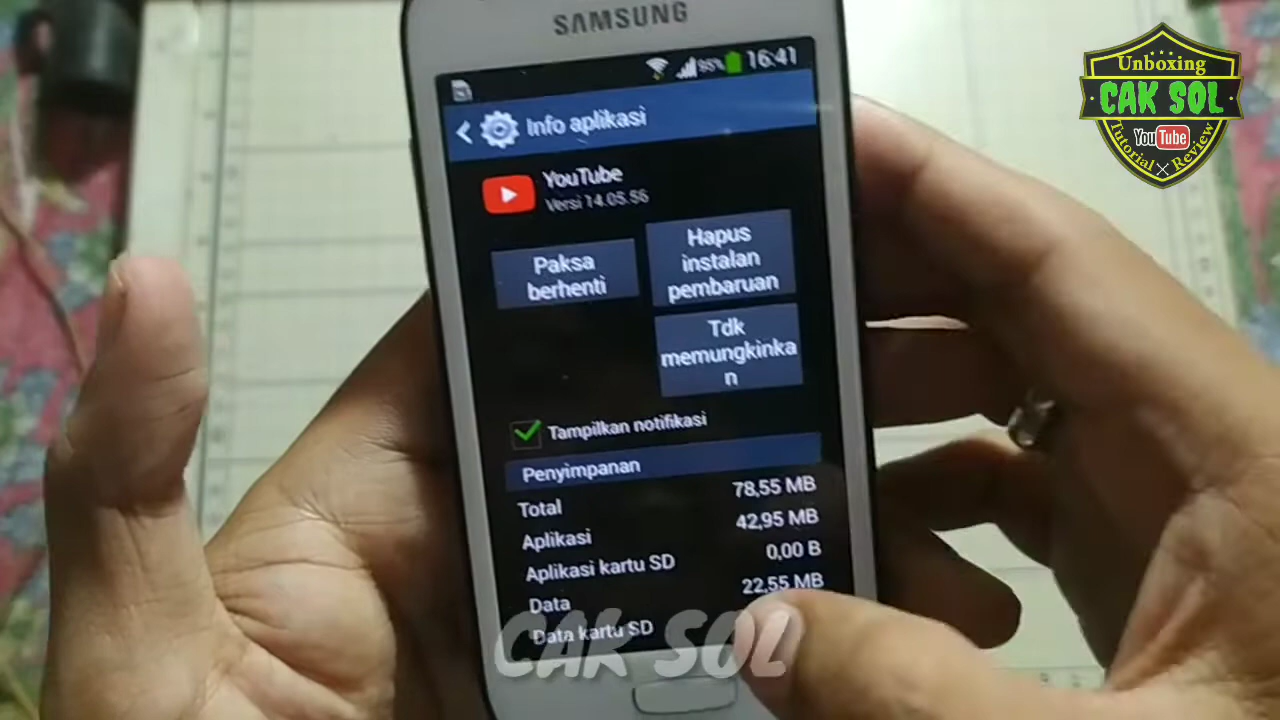 SAMSUNG
95% 16:41
Info aplikasi
YouTube
Versi 14.05.56
Paksa
berhenti
Hapus
instalan
pembaruan
Tdk
memungkinka
n
Tampilkan notifikasi
Penyimpanan
Total 78,55 MB
Aplikasi 42,95 MB
Aplikasi kartu SD 0,00 B
Data 22,55 MB
Data kartu SD
CAK SOL
Unboxing
CAK SOL
YouTube
Tutorial X Review